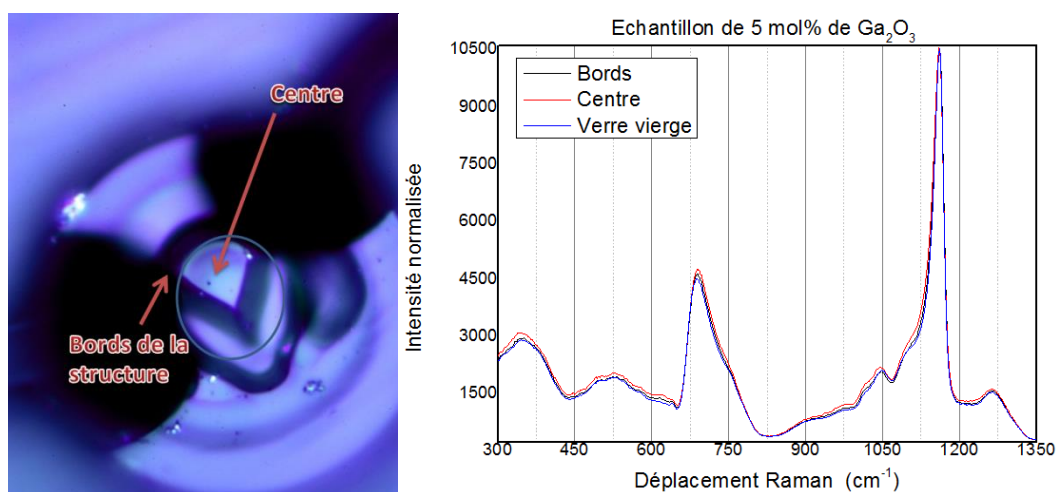 Centre
Bords de la
structure
Echantillon de 5 mol% de Ga₂O₃
Bords
Centre
Verre vierge
Intensité normalisée
10500
9000
7500
6000
4500
3000
1500
300 450 600 750 900 1050 1200 1350
Déplacement Raman (cm⁻¹)